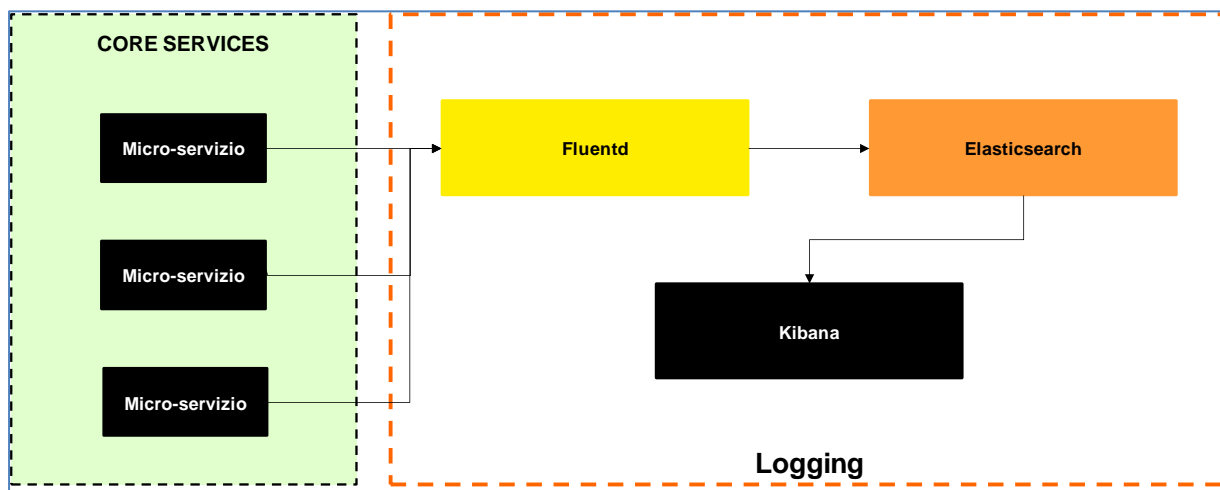 CORE SERVICES
Micro-servizio
Fluentd
Elasticsearch
Micro-servizio
Kibana
Micro-servizio
Logging